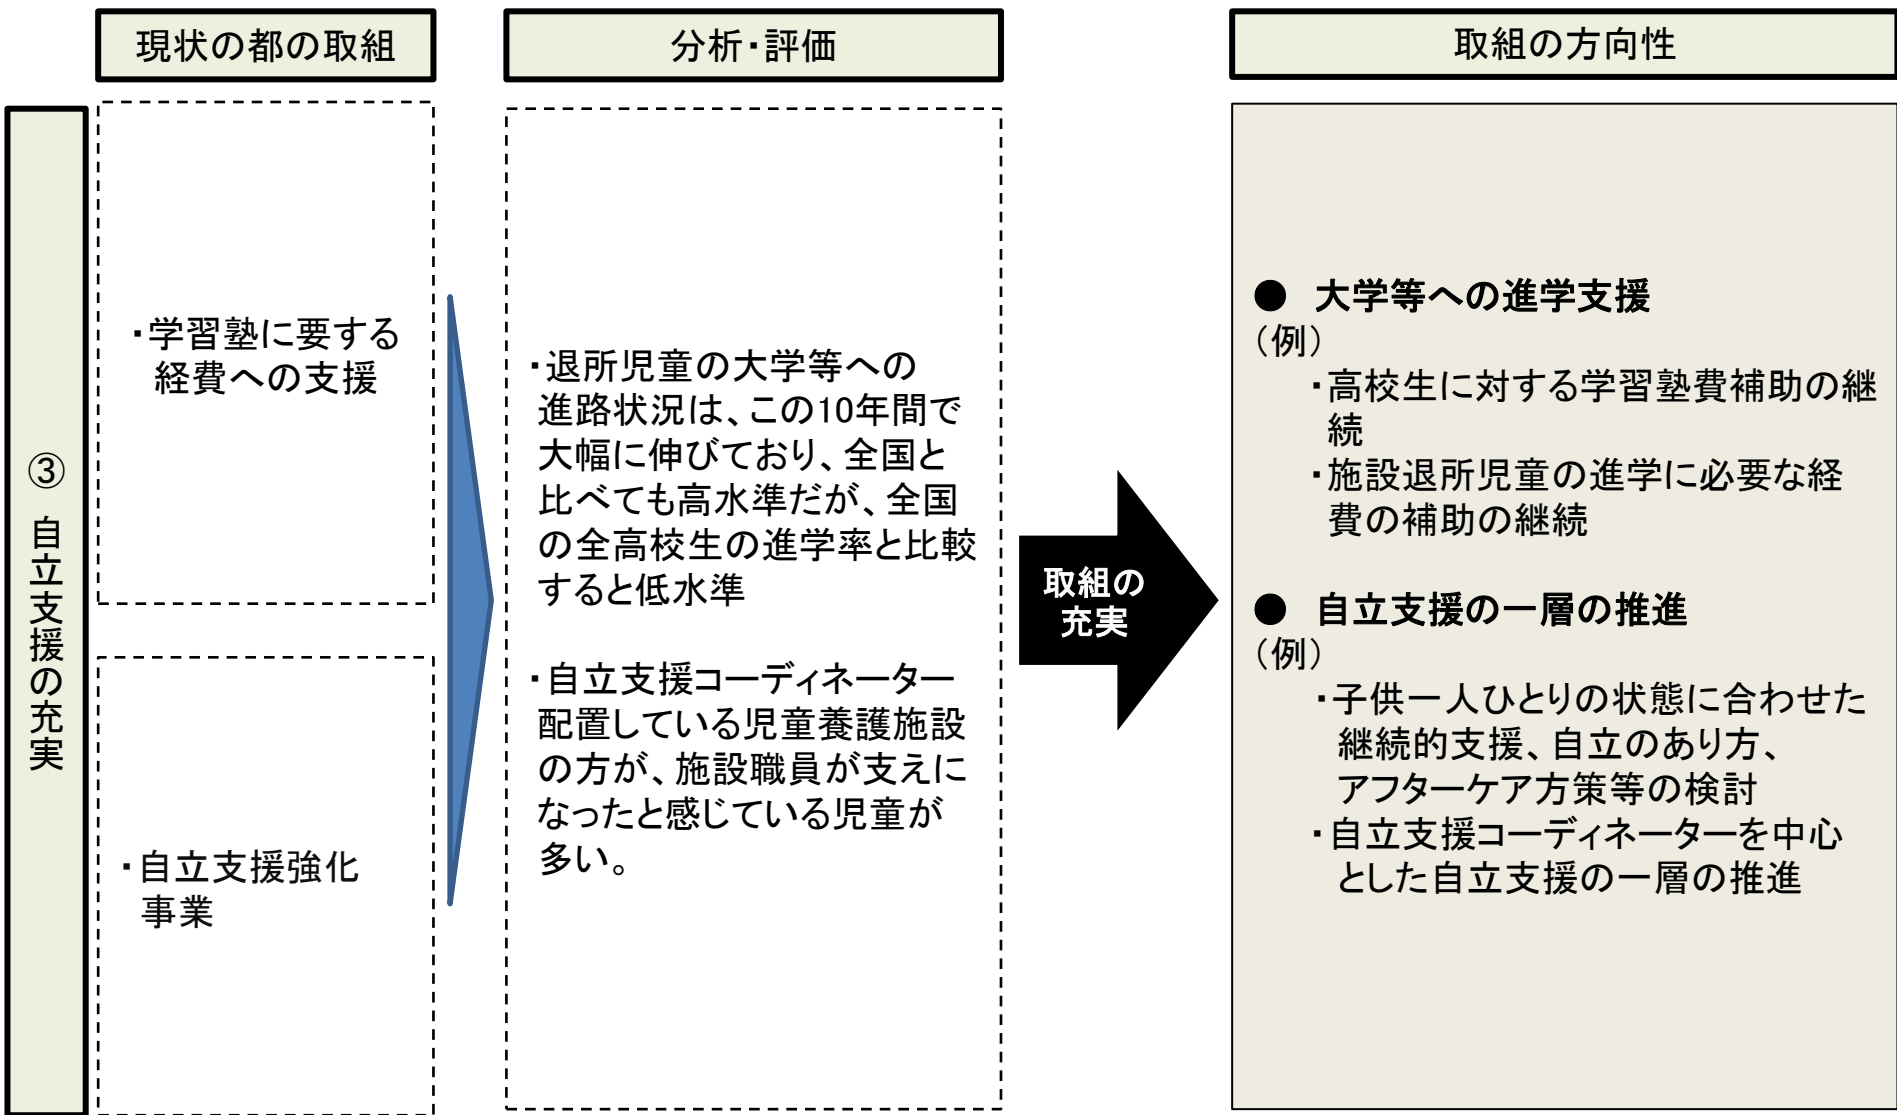 現状の都の取組
分析・評価
取組の方向性
③ 自立支援の充実
・学習塾に要する
経費への支援
・自立支援強化
事業
・退所児童の大学等への
進路状況は、この10年間で
大幅に伸びており、全国と
比べても高水準だが、全国
の全高校生の進学率と比較
すると低水準
・自立支援コーディネーター
配置している児童養護施設
の方が、施設職員が支えに
なったと感じている児童が
多い。
取組の
充実
● 大学等への進学支援
（例）
・高校生に対する学習塾費補助の継
続
・施設退所児童の進学に必要な経
費の補助の継続
● 自立支援の一層の推進
（例）
・子供一人ひとりの状態に合わせた
継続的支援、自立のあり方、
アフターケア方策等の検討
・自立支援コーディネーターを中心
とした自立支援の一層の推進